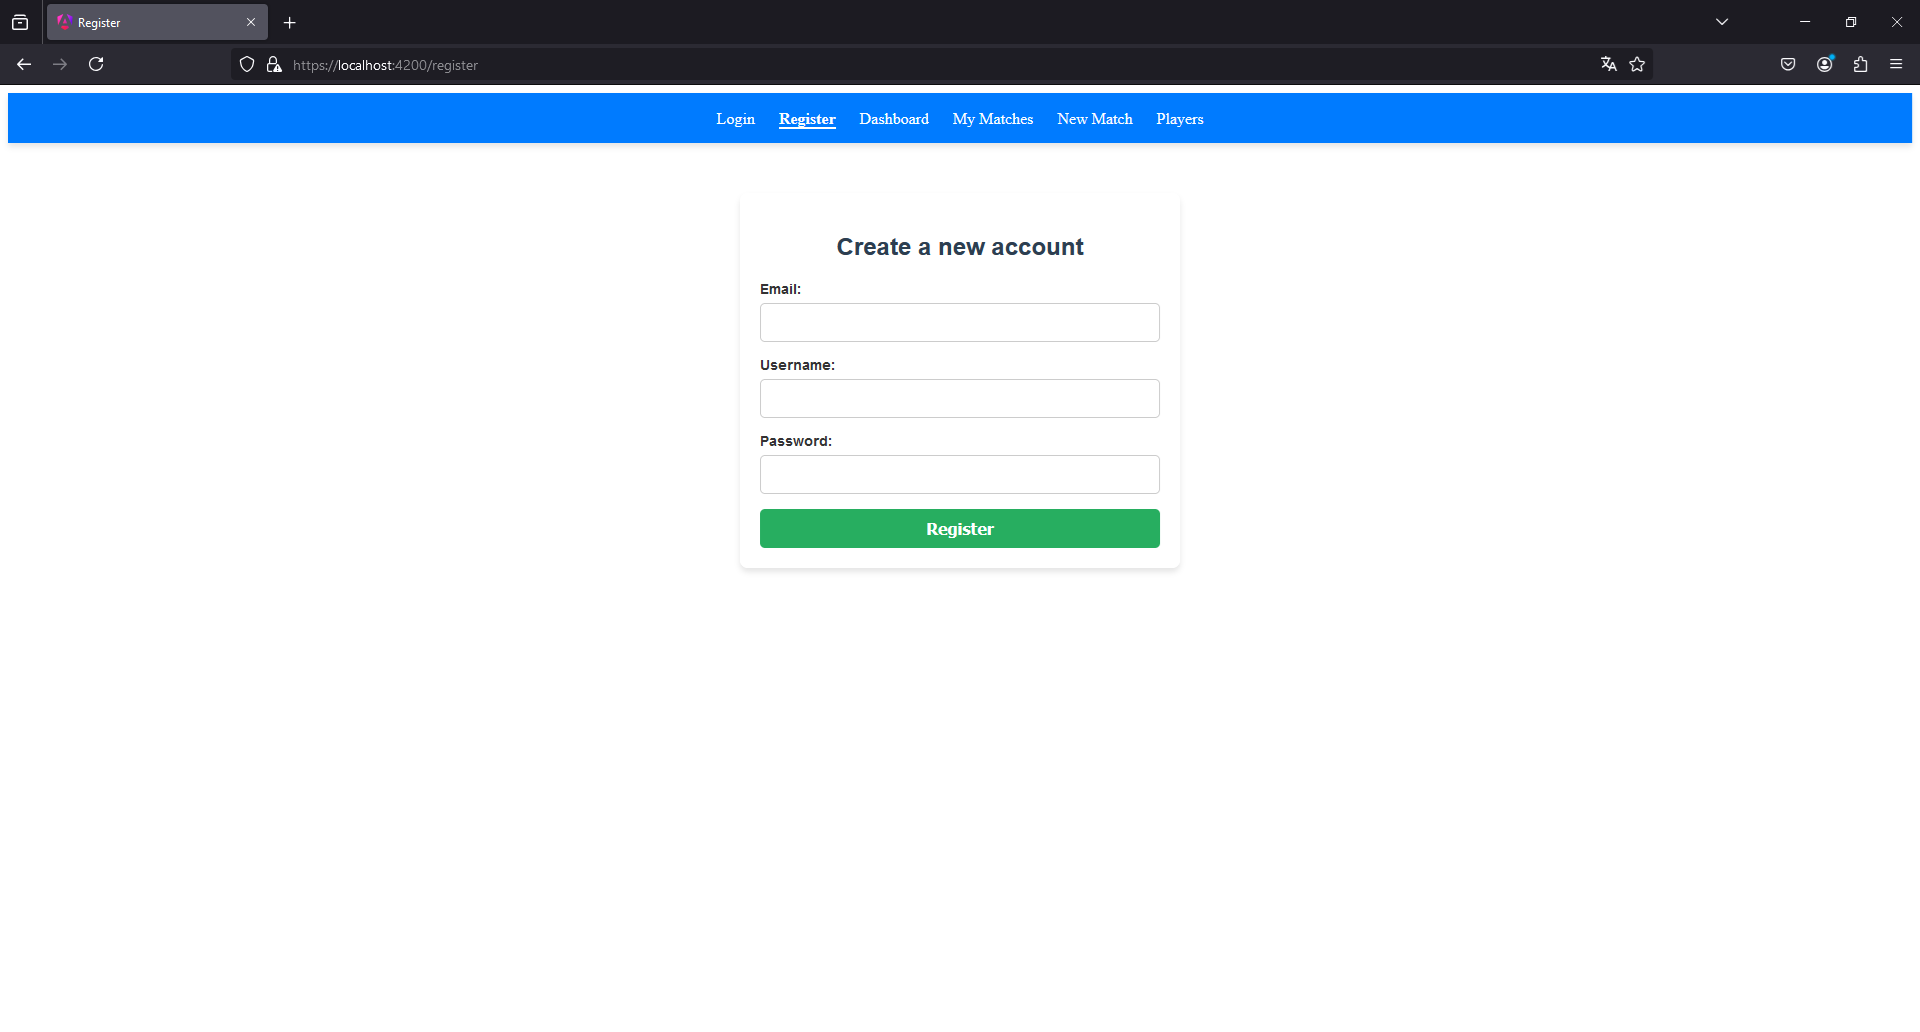 Register
https://localhost:4200/register
Login Register Dashboard My Matches New Match Players
Create a new account
Email:
Username:
Password:
Register